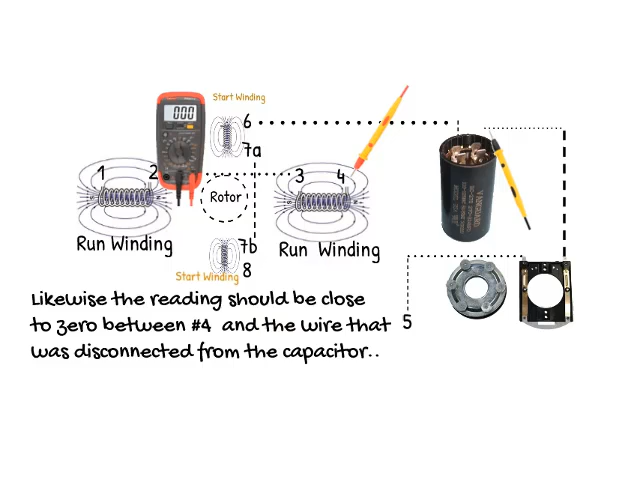 Start Winding
000
6
7a
1
2
3
4
Rotor
VANGUARD
Run Winding
Run Winding
7b
Start Winding
8
Likewise the reading should be close
to zero between #4 and the wire that
was disconnected from the capacitor..
5